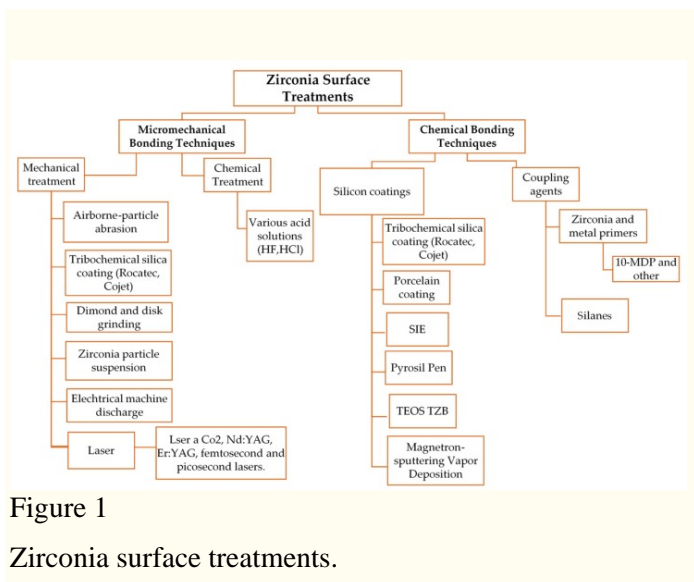 Zirconia Surface
Treatments
Micromechanical
Bonding Techniques
Chemical Bonding
Techniques
Mechanical
treatment
Chemical
Treatment
Silicon coatings
Coupling
agents
Airborne-particle
abrasion
Various acid
solutions
(HF,HCl)
Tribochemical silica
coating (Rocatec,
Cojet)
Zirconia and
metal primers
Tribochemical silica
coating (Rocatec,
Cojet)
10-MDP and
other
Porcelain
coating
Dimond and disk
grinding
Silanes
SIE
Zirconia particle
suspension
Pyrosil Pen
Elechtrical machine
discharge
TEOS TZB
Laser
Lser a Co2, Nd:YAG,
Er:YAG, femtosecond and
picosecond lasers.
Magnetron-
sputtering Vapor
Deposition
Figure 1
Zirconia surface treatments.